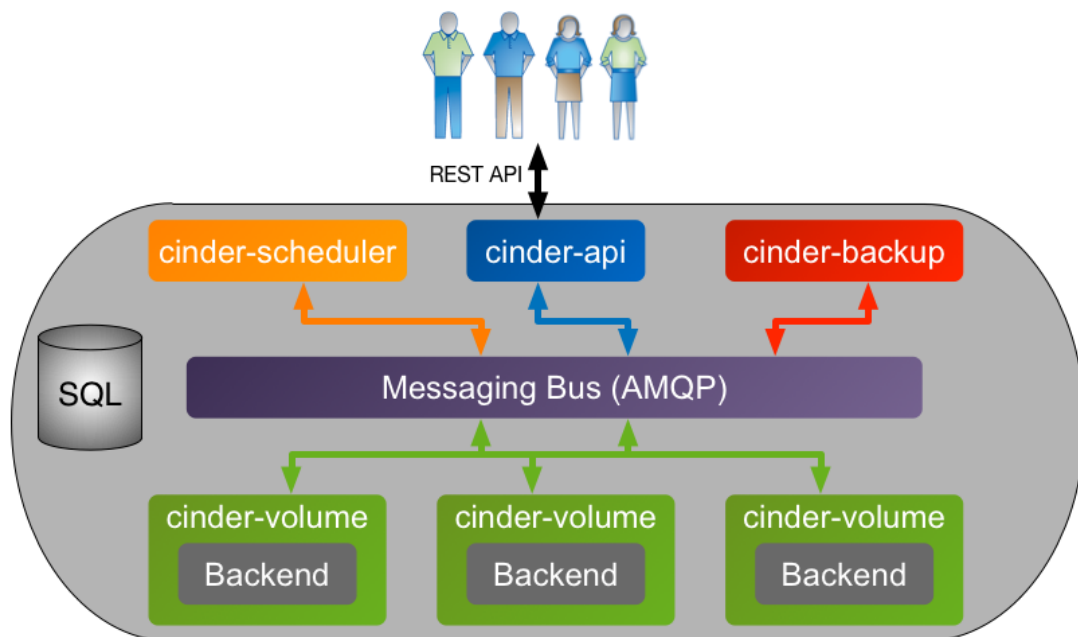 REST API
cinder-scheduler
cinder-api
cinder-backup
SQL
Messaging Bus (AMQP)
cinder-volume
Backend
cinder-volume
Backend
cinder-volume
Backend